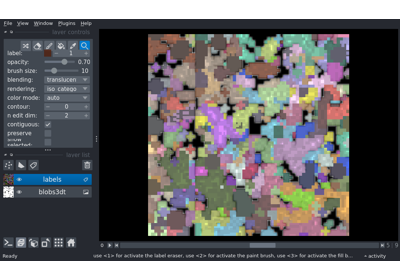 File View Window Plugins Help
layer controls
label: 1
opacity: 0.70
brush size: 10
blending: translucen
rendering: iso_catego
color mode: auto
contour: 0
n edit dim: 2
contiguous:
preserve
selected:
layer list
labels
blobs3dt
Ready
use <1> for activate the label eraser, use <2> for activate the paint brush, use <3> for activate the fill b...
activity